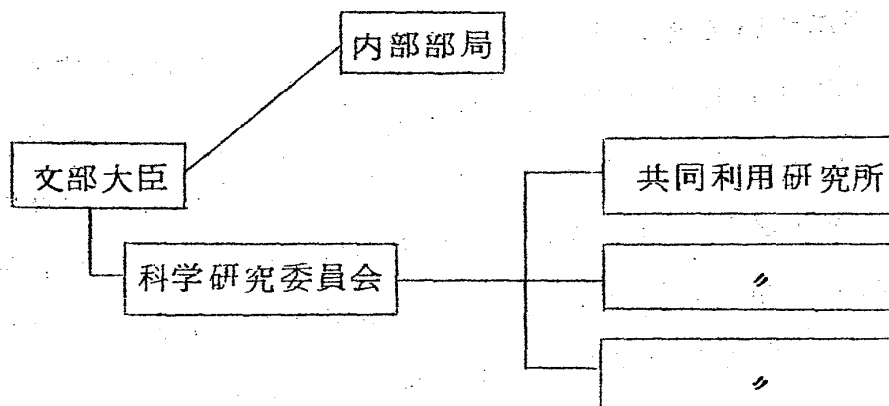 内部部局
文部大臣
共同利用研究所
科学研究委員会
〃
〃